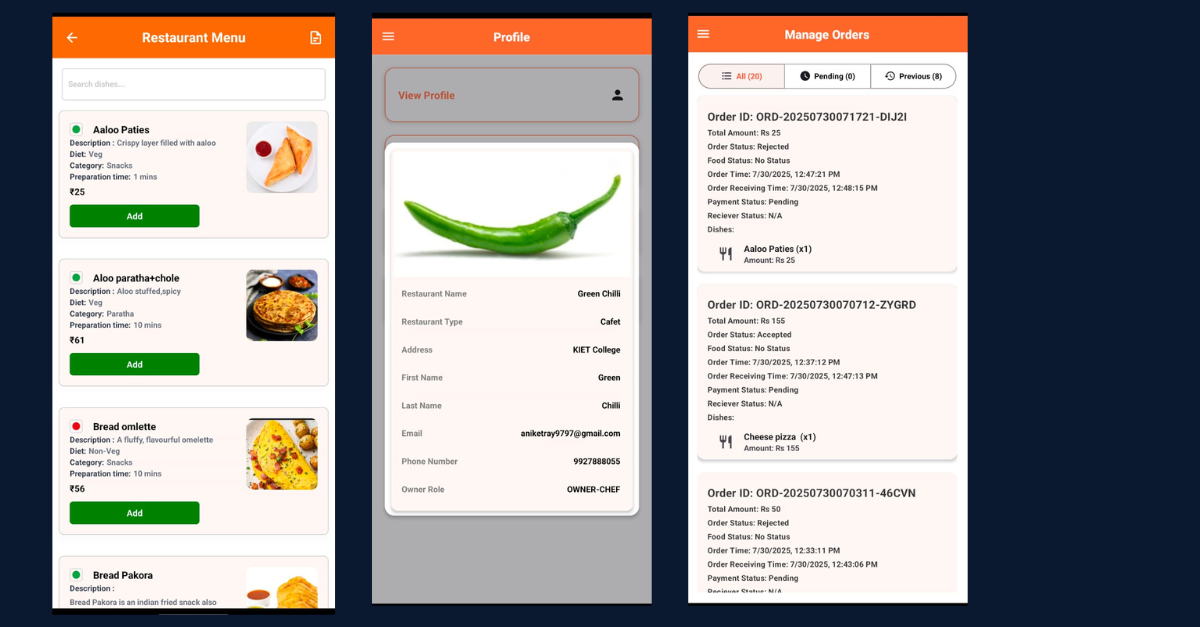 Restaurant Menu
Search dishes...
Aaloo Paties
Description : Crispy layer filled with aaloo
Diet: Veg
Category: Snacks
Preparation time: 1 mins
₹25
Add
Aloo paratha+chole
Description : Aloo stuffed,spicy
Diet: Veg
Category: Paratha
Preparation time: 10 mins
₹61
Add
Bread omlette
Description : A fluffy, flavourful omelette
Diet: Non-Veg
Category: Snacks
Preparation time: 10 mins
₹56
Add
Bread Pakora
Description :
Bread Pakora is an indian fried snack also
Profile
View Profile
Restaurant Name Green Chilli
Restaurant Type Cafet
Address KIET College
First Name Green
Last Name Chilli
Email aniketray9797@gmail.com
Phone Number 9927888055
Owner Role OWNER-CHEF
Manage Orders
All (20) Pending (0) Previous (8)
Order ID: ORD-20250730071721-DIJ2I
Total Amount: Rs 25
Order Status: Rejected
Food Status: No Status
Order Time: 7/30/2025, 12:47:21 PM
Order Receiving Time: 7/30/2025, 12:48:15 PM
Payment Status: Pending
Reciever Status: N/A
Dishes:
Aaloo Paties (x1)
Amount: Rs 25
Order ID: ORD-20250730070712-ZYGRD
Total Amount: Rs 155
Order Status: Accepted
Food Status: No Status
Order Time: 7/30/2025, 12:37:12 PM
Order Receiving Time: 7/30/2025, 12:47:13 PM
Payment Status: Pending
Reciever Status: N/A
Dishes:
Cheese pizza (x1)
Amount: Rs 155
Order ID: ORD-20250730070311-46CVN
Total Amount: Rs 50
Order Status: Rejected
Food Status: No Status
Order Time: 7/30/2025, 12:33:11 PM
Order Receiving Time: 7/30/2025, 12:43:06 PM
Payment Status: Pending
Reciever Status: N/A